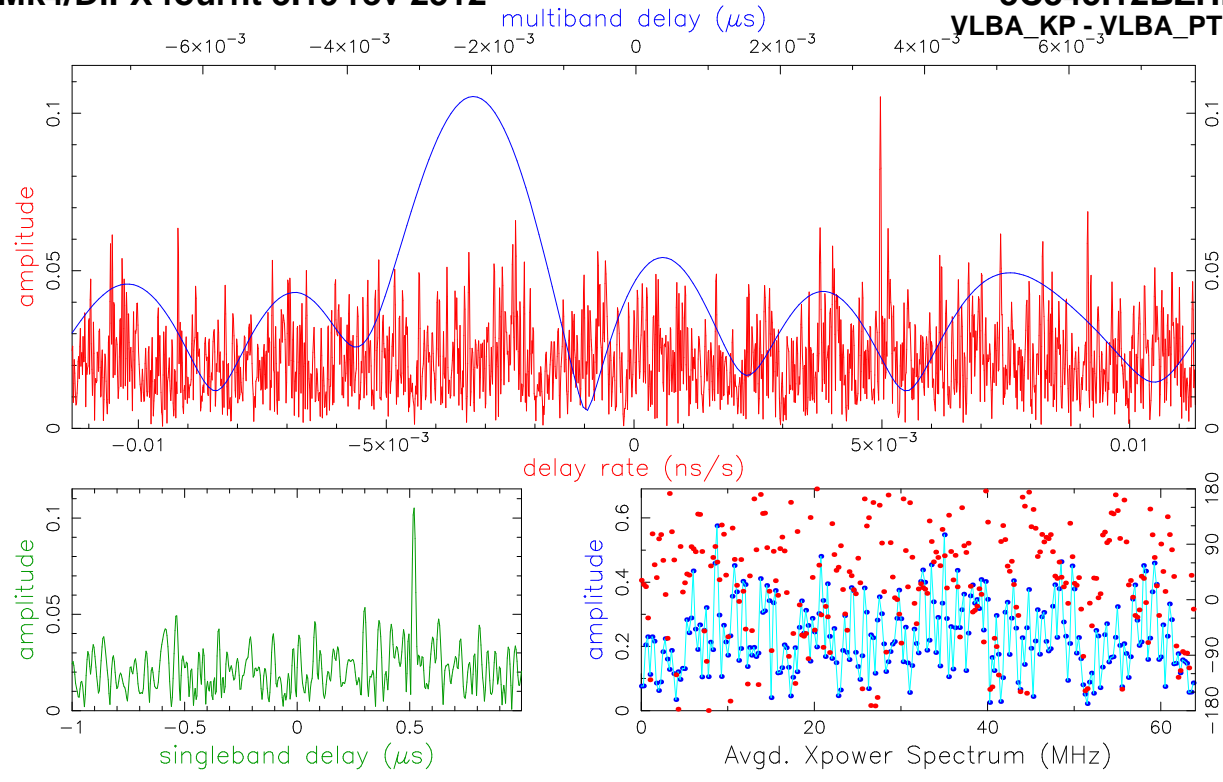 multiband delay (μs)
VLBA_KP - VLBA_PT
−6×10⁻³ −4×10⁻³ −2×10⁻³ 0 2×10⁻³ 4×10⁻³ 6×10⁻³
amplitude
0 0.05 0.1
0 0.05 0.1
−0.01 −5×10⁻³ 0 5×10⁻³ 0.01
delay rate (ns/s)
amplitude
0 0.05 0.1
−1 −0.5 0 0.5
singleband delay (μs)
amplitude
0 0.2 0.4 0.6
−180 −90 0 90 180
0 20 40 60
Avgd. Xpower Spectrum (MHz)